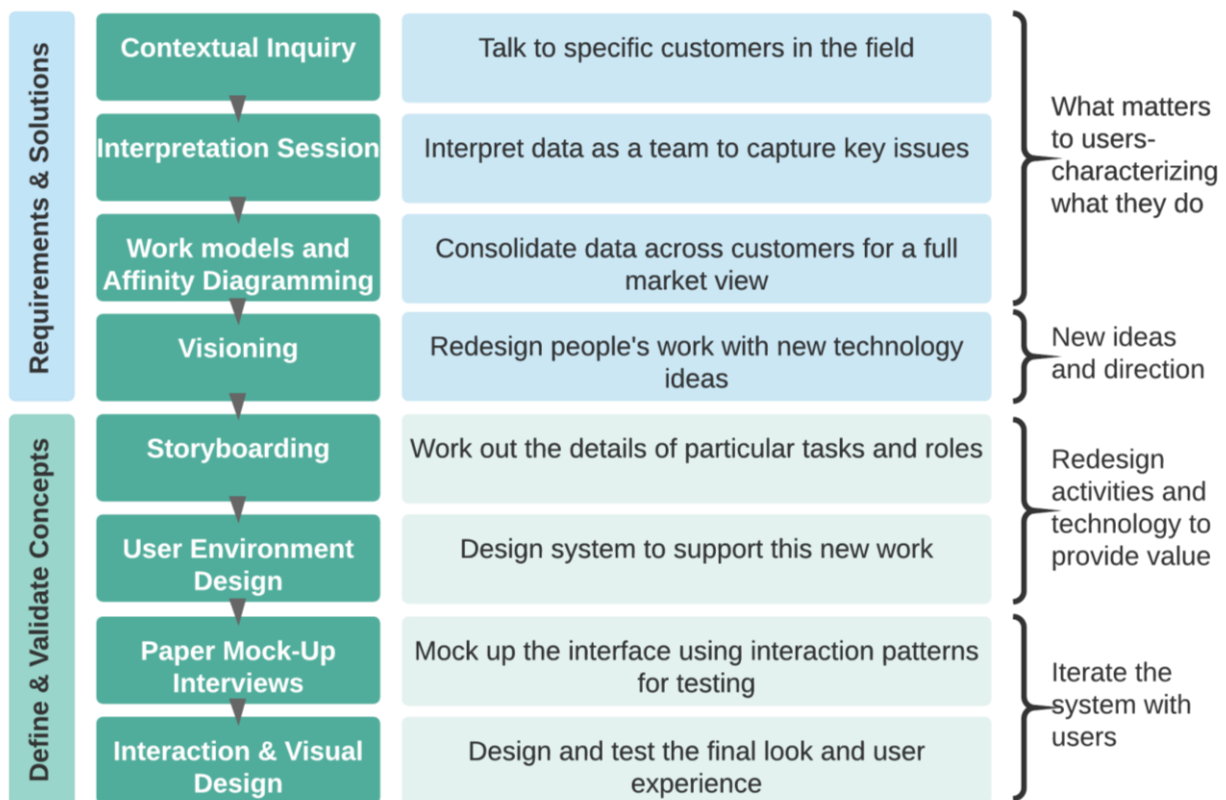 Requirements & Solutions
Contextual Inquiry
Talk to specific customers in the field
Interpretation Session
Interpret data as a team to capture key issues
Work models and
Affinity Diagramming
Consolidate data across customers for a full
market view
What matters
to users-
characterizing
what they do
Visioning
Redesign people's work with new technology
ideas
New ideas
and direction
Define & Validate Concepts
Storyboarding
Work out the details of particular tasks and roles
User Environment
Design
Design system to support this new work
Redesign
activities and
technology to
provide value
Paper Mock-Up
Interviews
Mock up the interface using interaction patterns
for testing
Interaction & Visual
Design
Design and test the final look and user
experience
Iterate the
system with
users